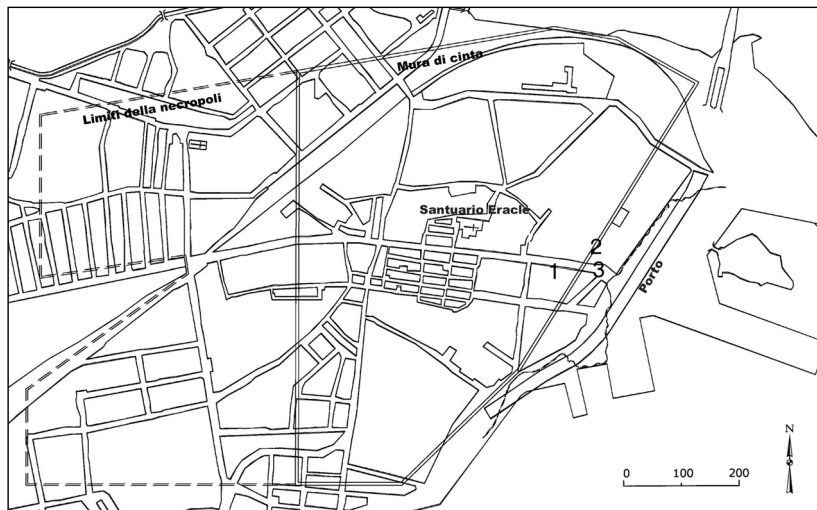 Mura di cinta
Limiti della necropoli
Santuario Eracle
2
1
3
Porto
N
0 100 200